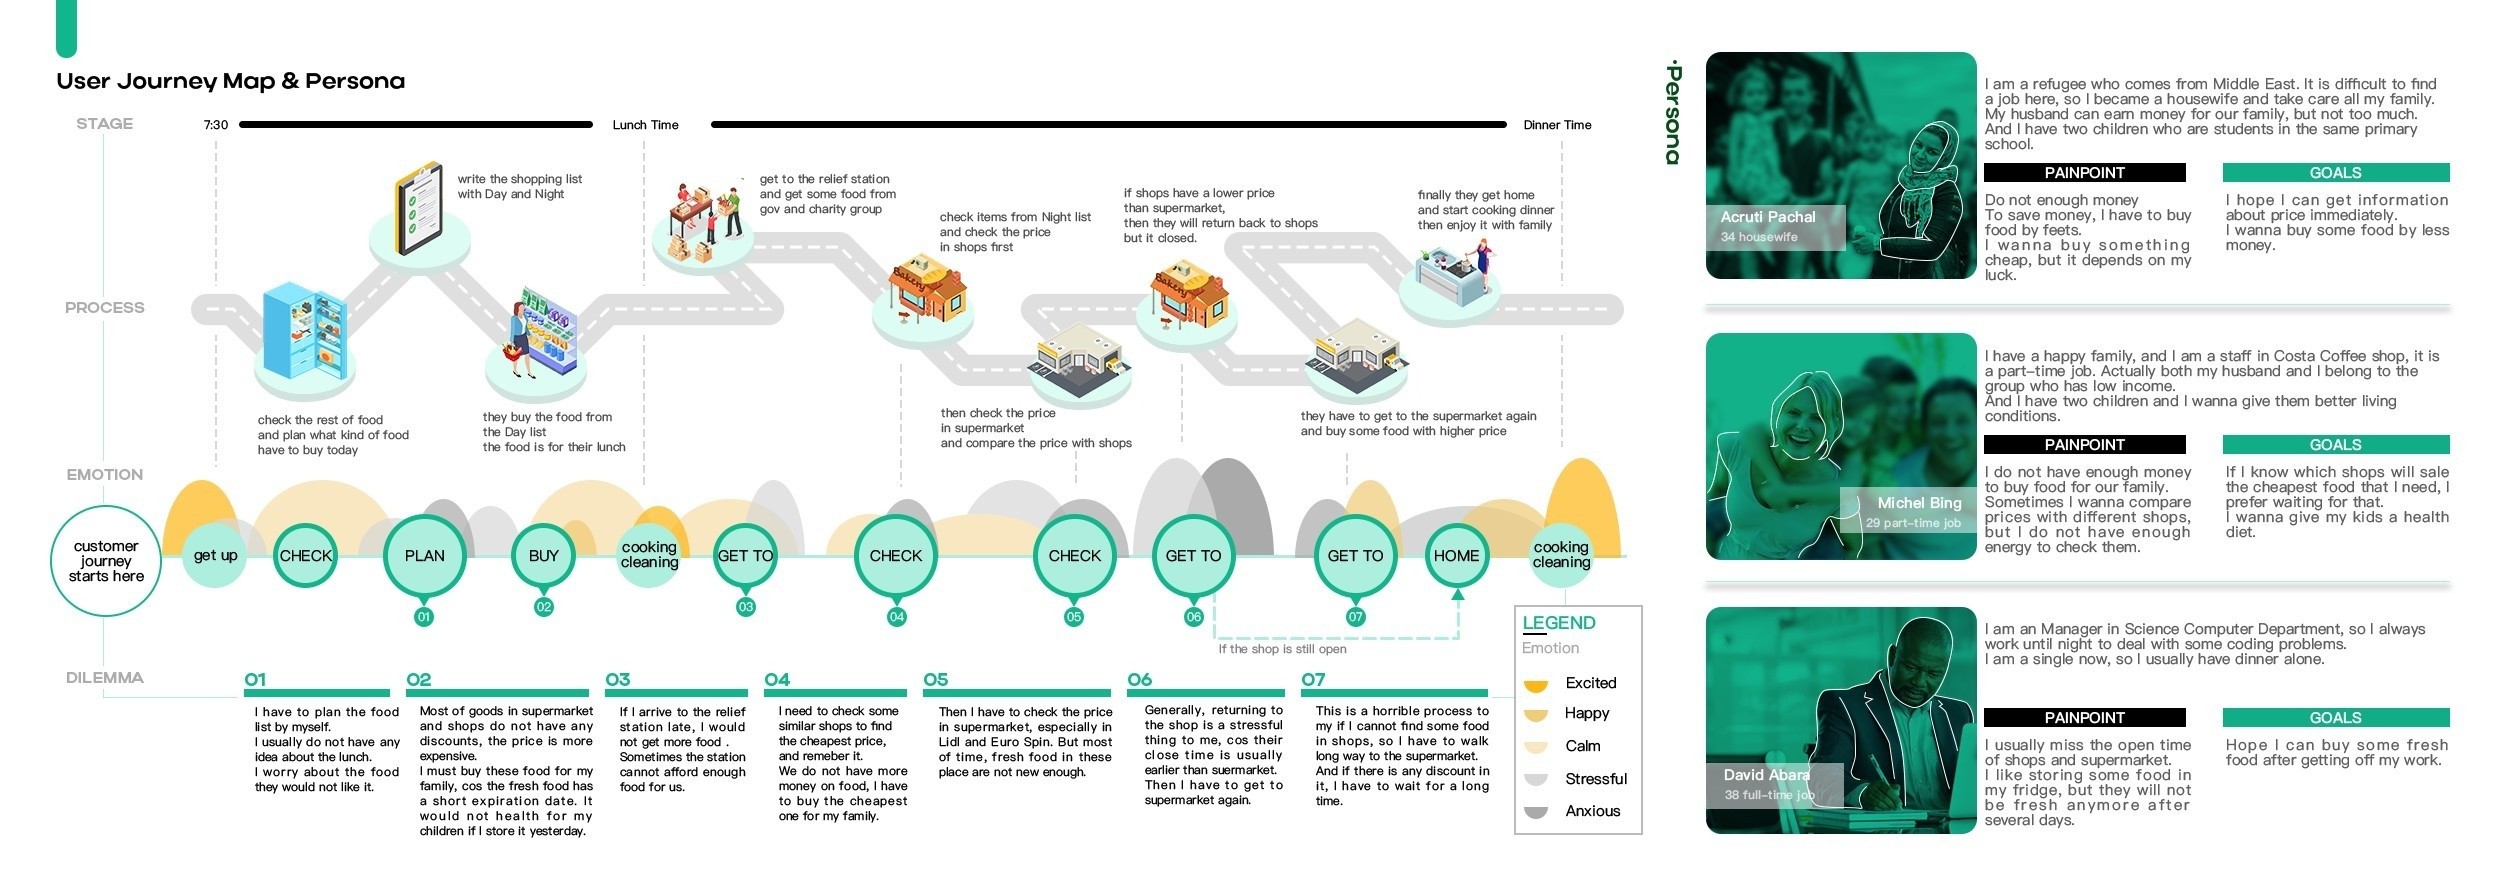 User Journey Map & Persona
STAGE
7:30
Lunch Time
Dinner Time
write the shopping list
with Day and Night
get to the relief station
and get some food from
gov and charity group
check items from Night list
and check the price
in shops first
if shops have a lower price
than supermarket,
then they will return back to shops
but it closed.
finally they get home
and start cooking dinner
then enjoy it with family
PROCESS
Bakery
Bakery
check the rest of food
and plan what kind of food
have to buy today
they buy the food from
the Day list
the food is for their lunch
then check the price
in supermarket
and compare the price with shops
they have to get to the supermarket again
and buy some food with higher price
EMOTION
customer
journey
starts here
get up
CHECK
PLAN
BUY
cooking
cleaning
GET TO
CHECK
CHECK
GET TO
GET TO
HOME
cooking
cleaning
01
02
03
04
05
06
07
If the shop is still open
LEGEND
Emotion
Excited
Happy
Calm
Stressful
Anxious
DILEMMA
01
I have to plan the food
list by myself.
I usually do not have any
idea about the lunch.
I worry about the food
they would not like it.
02
Most of goods in supermarket
and shops do not have any
discounts, the price is more
expensive.
I must buy these food for my
family, cos the fresh food has
a short expiration date. It
would not health for my
children if I store it yesterday.
03
If I arrive to the relief
station late, I would
not get more food .
Sometimes the station
cannot afford enough
food for us.
04
I need to check some
similar shops to find
the cheapest price,
and remeber it.
We do not have more
money on food, I have
to buy the cheapest
one for my family.
05
Then I have to check the price
in supermarket, especially in
Lidl and Euro Spin. But most
of time, fresh food in these
place are not new enough.
06
Generally, returning to
the shop is a stressful
thing to me, cos their
close time is usually
earlier than suermarket.
Then I have to get to
supermarket again.
07
This is a horrible process to
my if I cannot find some food
in shops, so I have to walk
long way to the supermarket.
And if there is any discount in
it, I have to wait for a long
time.
·Persona
Acruti Pachal
34 housewife
I am a refugee who comes from Middle East. It is difficult to find
a job here, so I became a housewife and take care all my family.
My husband can earn money for our family, but not too much.
And I have two children who are students in the same primary
school.
PAINPOINT
Do not enough money
To save money, I have to buy
food by feets.
I wanna buy something
cheap, but it depends on my
luck.
GOALS
I hope I can get information
about price immediately.
I wanna buy some food by less
money.
Michel Bing
29 part-time job
I have a happy family, and I am a staff in Costa Coffee shop, it is
a part-time job. Actually both my husband and I belong to the
group who has low income.
And I have two children and I wanna give them better living
conditions.
PAINPOINT
I do not have enough money
to buy food for our family.
Sometimes I wanna compare
prices with different shops,
but I do not have enough
energy to check them.
GOALS
If I know which shops will sale
the cheapest food that I need, I
prefer waiting for that.
I wanna give my kids a health
diet.
David Abara
38 full-time job
I am an Manager in Science Computer Department, so I always
work until night to deal with some coding problems.
I am a single now, so I usually have dinner alone.
PAINPOINT
I usually miss the open time
of shops and supermarket.
I like storing some food in
my fridge, but they will not
be fresh anymore after
several days.
GOALS
Hope I can buy some fresh
food after getting off my work.